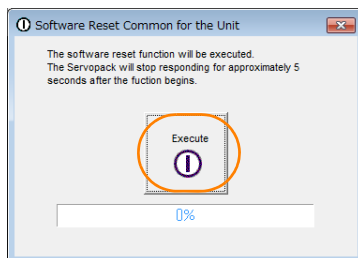 Software Reset Common for the Unit
The software reset function will be executed.
The Servopack will stop responding for approximately 5
seconds after the fuction begins.
Execute
0%